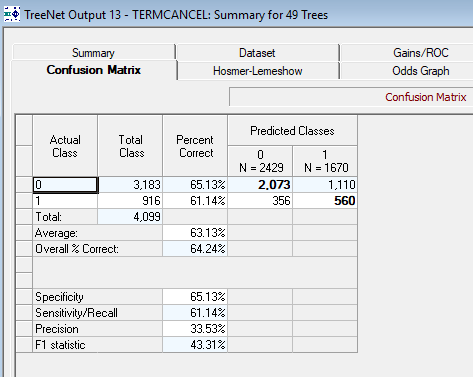 TreeNet Output 13 - TERMCANCEL: Summary for 49 Trees
Summary Dataset Gains/ROC
Confusion Matrix Hosmer-Lemeshow Odds Graph
Confusion Matrix
Actual Class Total Class Percent Correct Predicted Classes
0 N = 2429 1 N = 1670
0 3,183 65.13% 2,073 1,110
1 916 61.14% 356 560
Total: 4,099
Average: 63.13%
Overall % Correct: 64.24%
Specificity 65.13%
Sensitivity/Recall 61.14%
Precision 33.53%
F1 statistic 43.31%